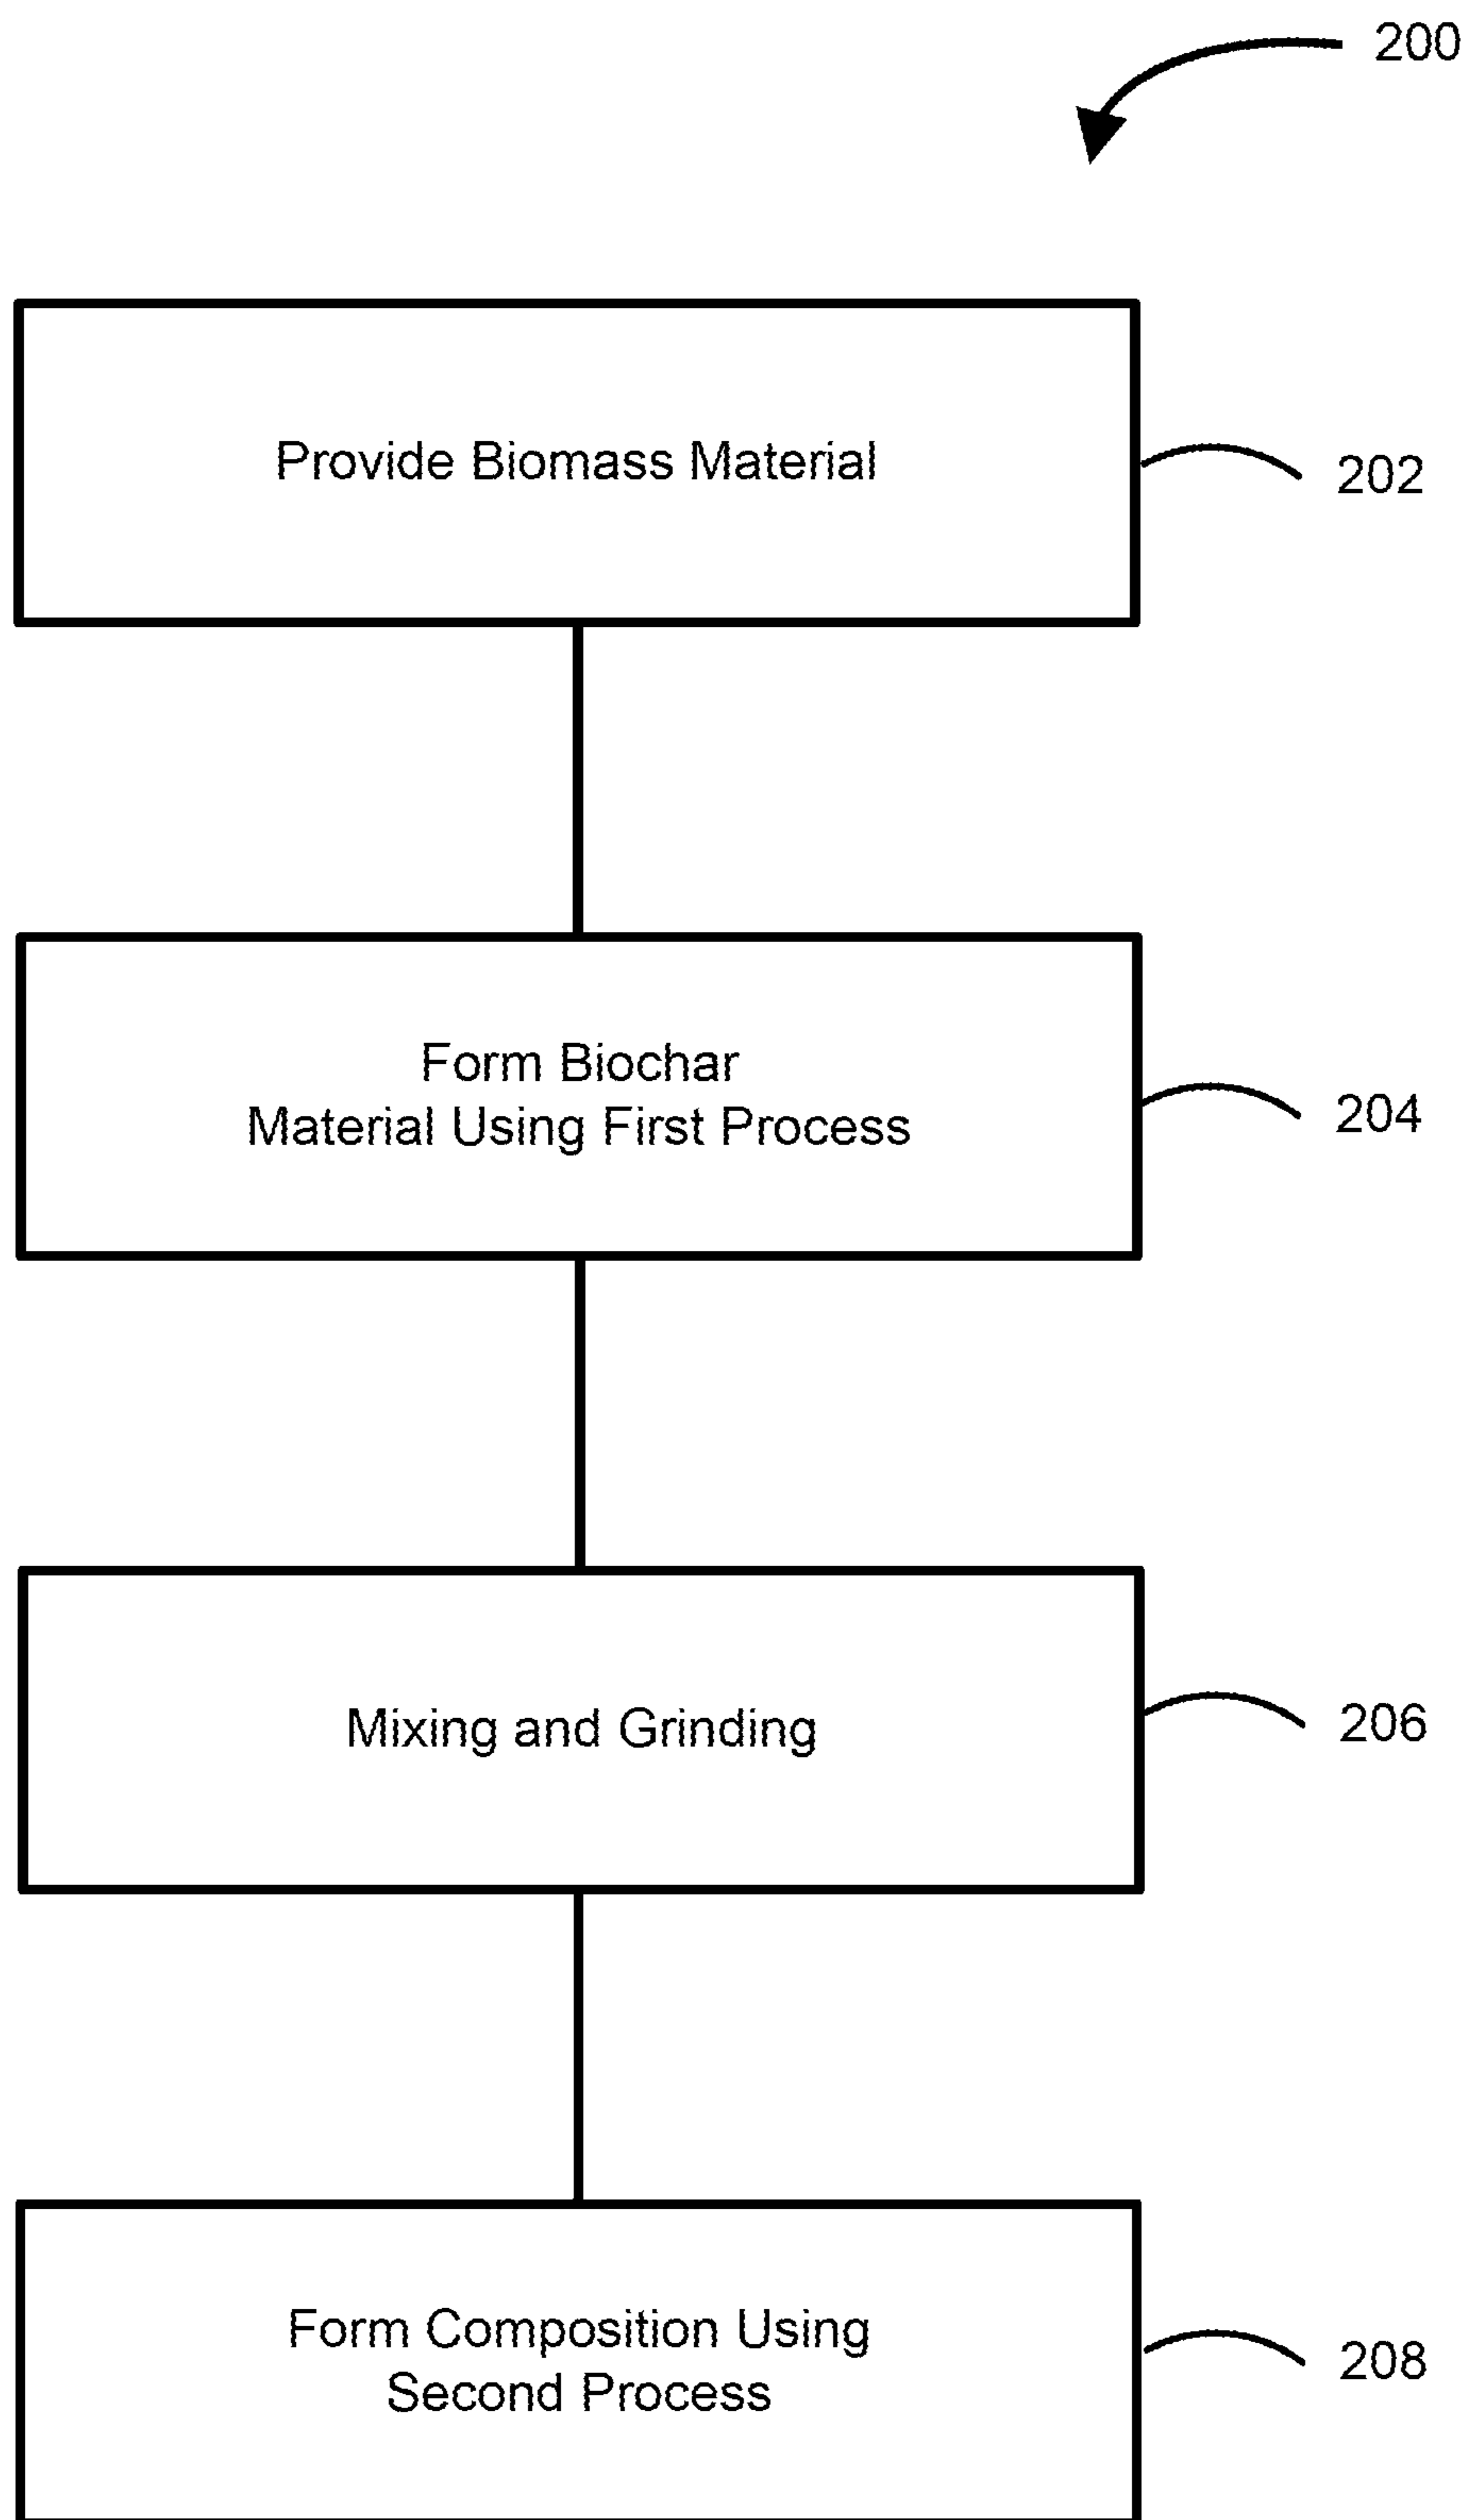 200
Provide Biomass Material
202
Form Biochar
Material Using First Process
204
Mixing and Grinding
206
Form Composition Using
Second Process
208